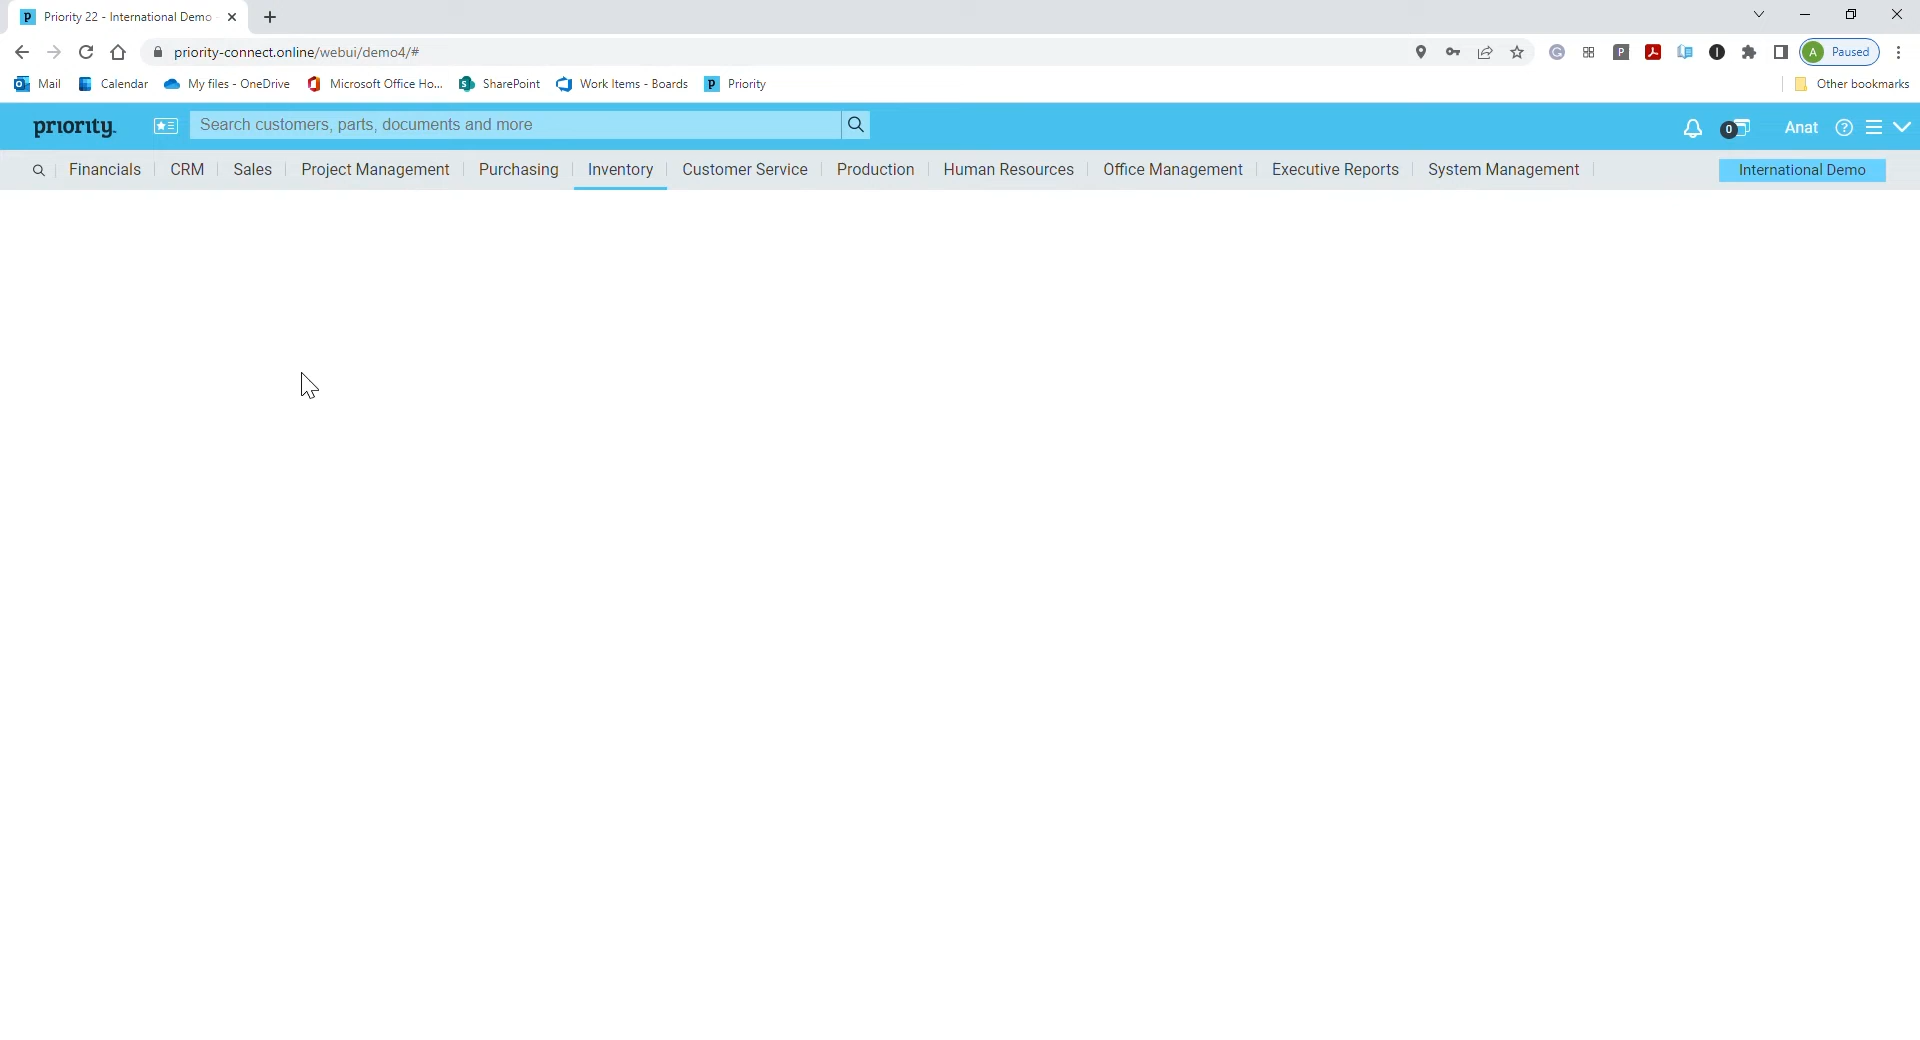 Priority 22 - International Demo
priority-connect.online/webui/demo4/#
A Paused
Mail Calendar My files - OneDrive Microsoft Office Ho... SharePoint Work Items - Boards Priority Other bookmarks
priority. Search customers, parts, documents and more 0 Anat
Financials CRM Sales Project Management Purchasing Inventory Customer Service Production Human Resources Office Management Executive Reports System Management International Demo